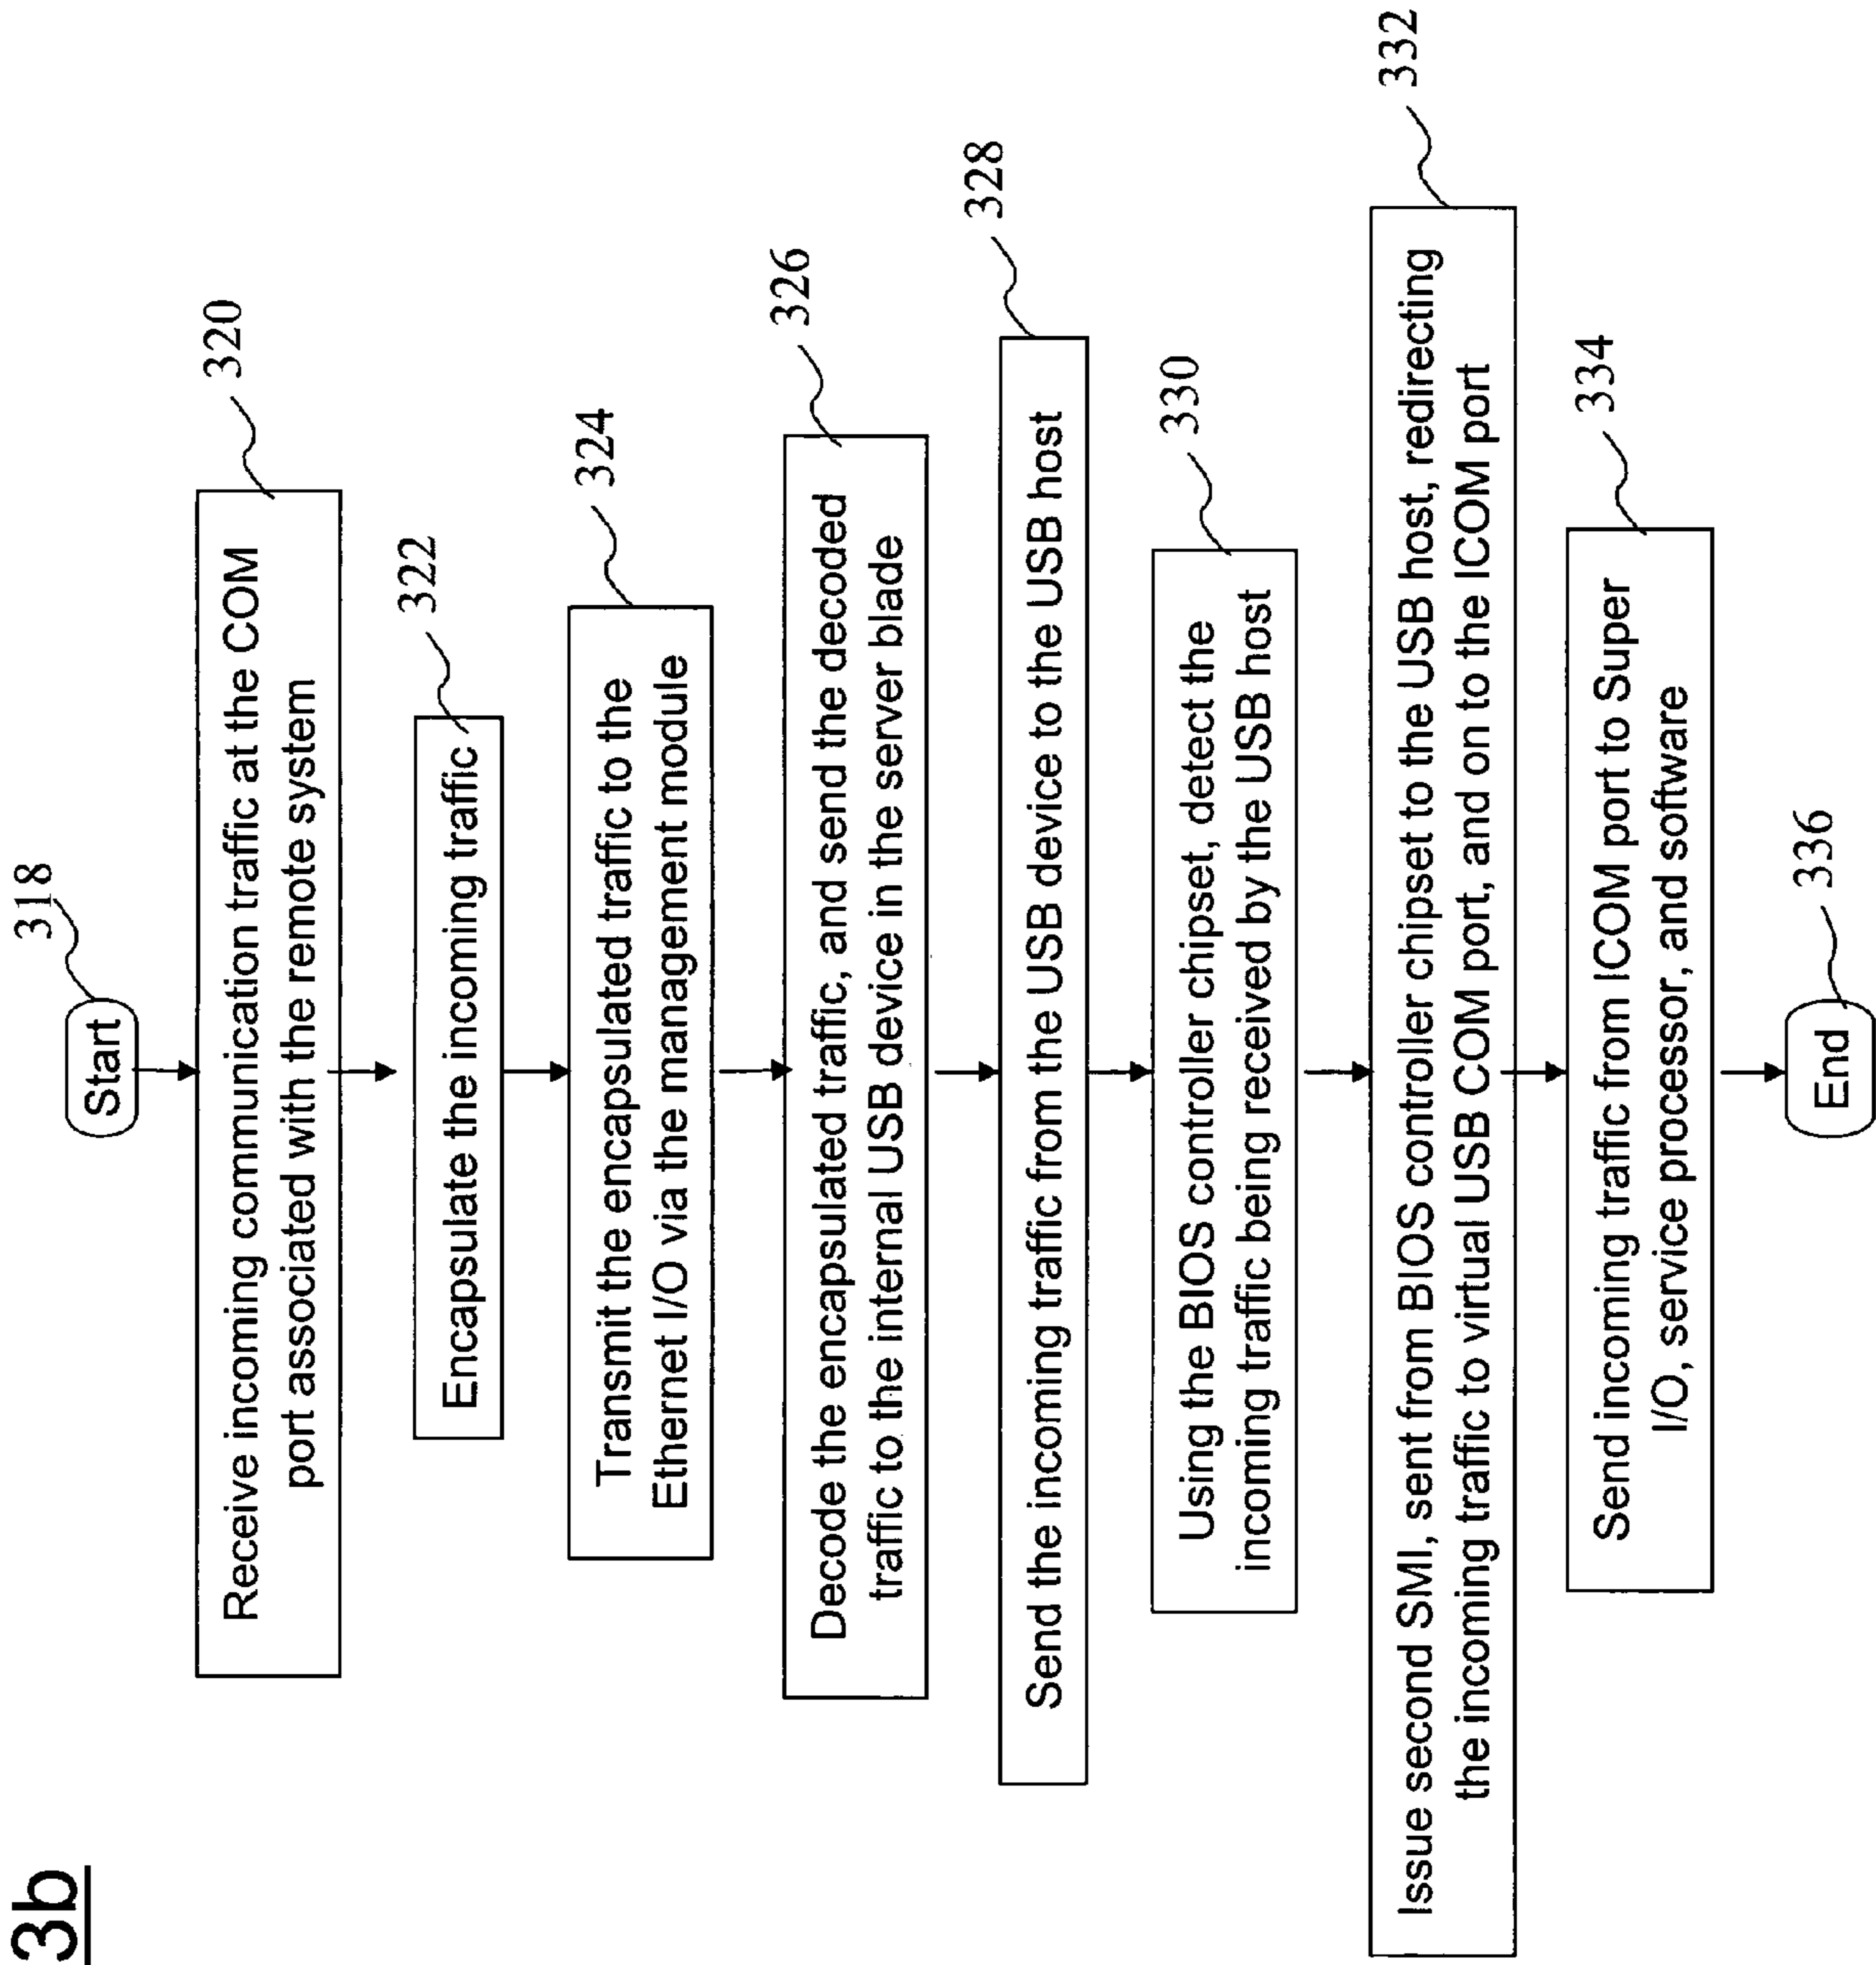 3b
Start
318
Receive incoming communication traffic at the COM
port associated with the remote system
320
Encapsulate the incoming traffic
322
Transmit the encapsulated traffic to the
Ethernet I/O via the management module
324
Decode the encapsulated traffic, and send the decoded
traffic to the internal USB device in the server blade
326
Send the incoming traffic from the USB device to the USB host
328
Using the BIOS controller chipset, detect the
incoming traffic being received by the USB host
330
Issue second SMI, sent from BIOS controller chipset to the USB host, redirecting
the incoming traffic to virtual USB COM port, and on to the ICOM port
332
Send incoming traffic from ICOM port to Super
I/O, service processor, and software
334
End
336